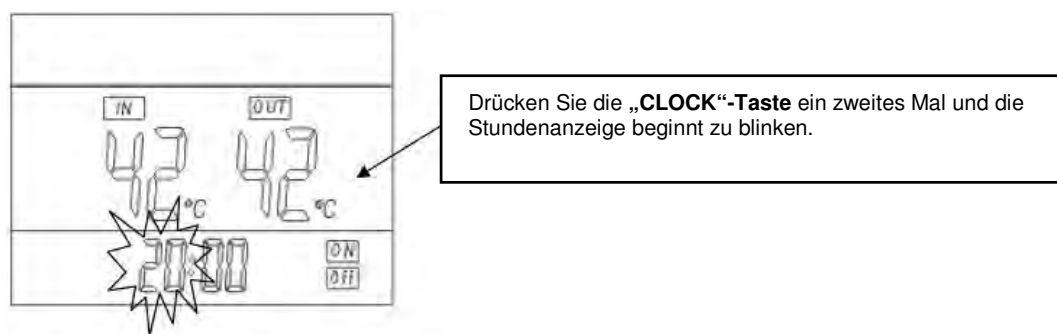 IN OUT
42 °C 42 °C
20:00
ON
OFF
Drücken Sie die „CLOCK“-Taste ein zweites Mal und die
Stundenanzeige beginnt zu blinken.